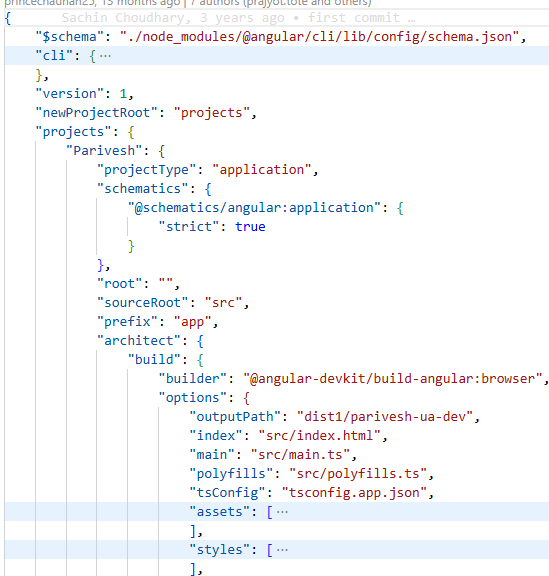 princechauhan25, 13 months ago | 7 authors (prajyot.tote and others)
{ Sachin Choudhary, 3 years ago • first commit …
"$schema": "./node_modules/@angular/cli/lib/config/schema.json",
"cli": {···
},
"version": 1,
"newProjectRoot": "projects",
"projects": {
"Parivesh": {
"projectType": "application",
"schematics": {
"@schematics/angular:application": {
"strict": true
}
},
"root": "",
"sourceRoot": "src",
"prefix": "app",
"architect": {
"build": {
"builder": "@angular-devkit/build-angular:browser",
"options": {
"outputPath": "dist1/parivesh-ua-dev",
"index": "src/index.html",
"main": "src/main.ts",
"polyfills": "src/polyfills.ts",
"tsConfig": "tsconfig.app.json",
"assets": [···
],
"styles": [···
],